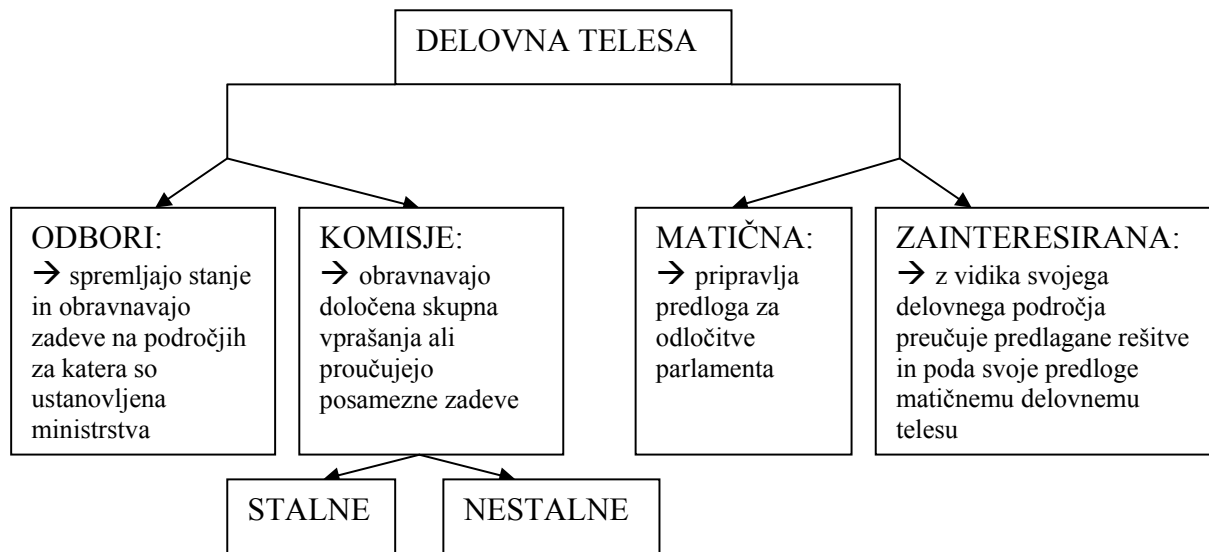 DELOVNA TELESA
ODBORI:
→ spremljajo stanje
in obravnavajo
zadeve na področjih
za katera so
ustanovljena
ministrstva
KOMISJE:
→ obravnavajo
določena skupna
vprašanja ali
proučujejo
posamezne zadeve
MATIČNA:
→ pripravlja
predloga za
odločitve
parlamenta
ZAINTERESIRANA:
→ z vidika svojega
delovnega področja
preučuje predlagane rešitve
in poda svoje predloge
matičnemu delovnemu
telesu
STALNE
NESTALNE